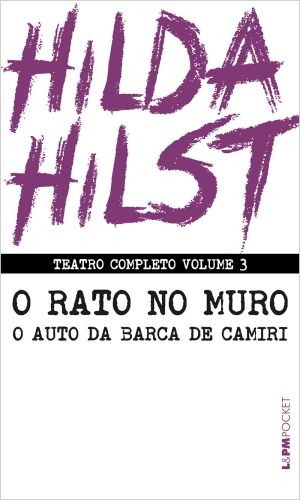 HILDA
HILST
TEATRO COMPLETO VOLUME 3
O RATO NO MURO
O AUTO DA BARCA DE CAMIRI
L&PM POCKET